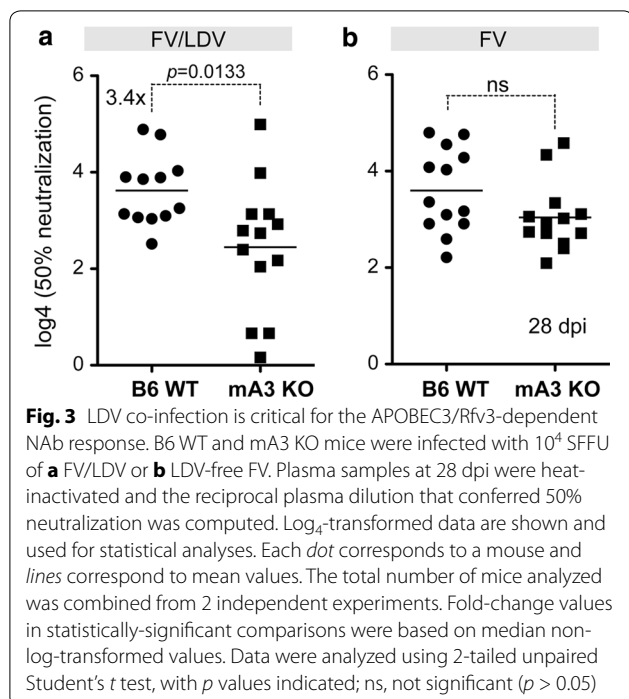 a FV/LDV
b FV
6
4
2
0
log4 (50% neutralization)
3.4x
p=0.0133
B6 WT mA3 KO
6
4
2
0
ns
28 dpi
B6 WT mA3 KO
Fig. 3 LDV co-infection is critical for the APOBEC3/Rfv3-dependent
NAb response. B6 WT and mA3 KO mice were infected with 10⁴ SFFU
of a FV/LDV or b LDV-free FV. Plasma samples at 28 dpi were heat-
inactivated and the reciprocal plasma dilution that conferred 50%
neutralization was computed. Log₄-transformed data are shown and
used for statistical analyses. Each dot corresponds to a mouse and
lines correspond to mean values. The total number of mice analyzed
was combined from 2 independent experiments. Fold-change values
in statistically-significant comparisons were based on median non-
log-transformed values. Data were analyzed using 2-tailed unpaired
Student's t test, with p values indicated; ns, not significant (p > 0.05)